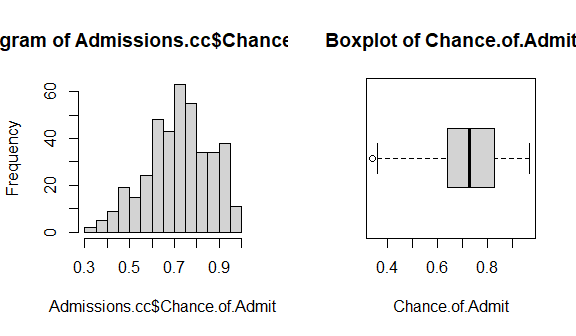 gram of Admissions.cc$Chance
Frequency
0 20 40 60
0.3 0.5 0.7 0.9
Admissions.cc$Chance.of.Admit
Boxplot of Chance.of.Admit
0.4 0.6 0.8
Chance.of.Admit